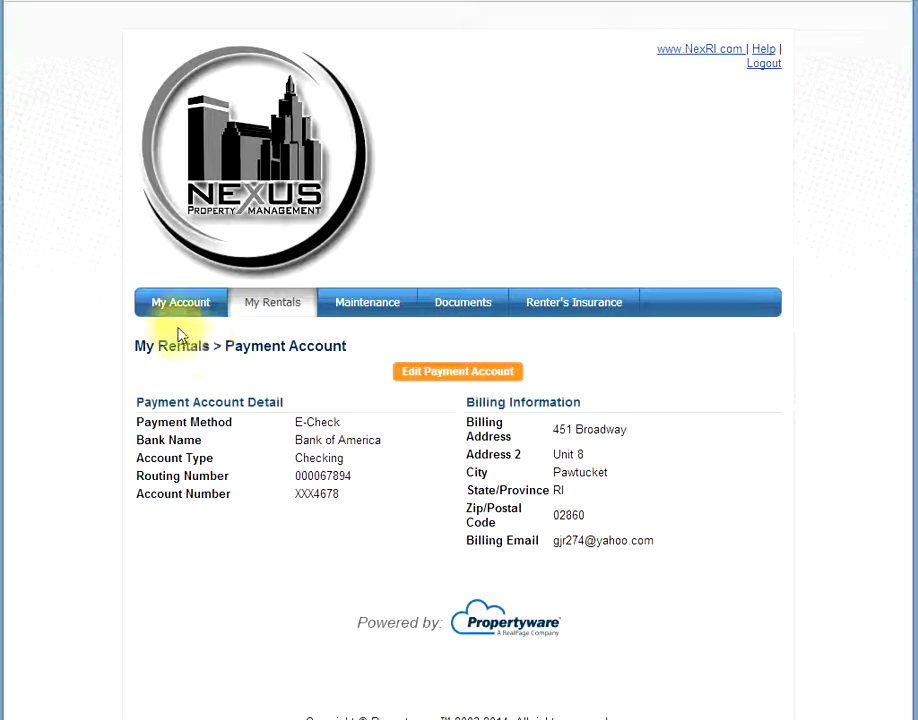 www.NexRI.com | Help |
Logout
NEXUS
PROPERTY MANAGEMENT
My Account
My Rentals
Maintenance
Documents
Renter's Insurance
My Rentals > Payment Account
Edit Payment Account
Payment Account Detail
Payment Method E-Check
Bank Name Bank of America
Account Type Checking
Routing Number 000067894
Account Number XXX4678
Billing Information
Billing Address 451 Broadway
Address 2 Unit 8
City Pawtucket
State/Province RI
Zip/Postal Code 02860
Billing Email gjr274@yahoo.com
Powered by: Propertyware
A RealPage Company